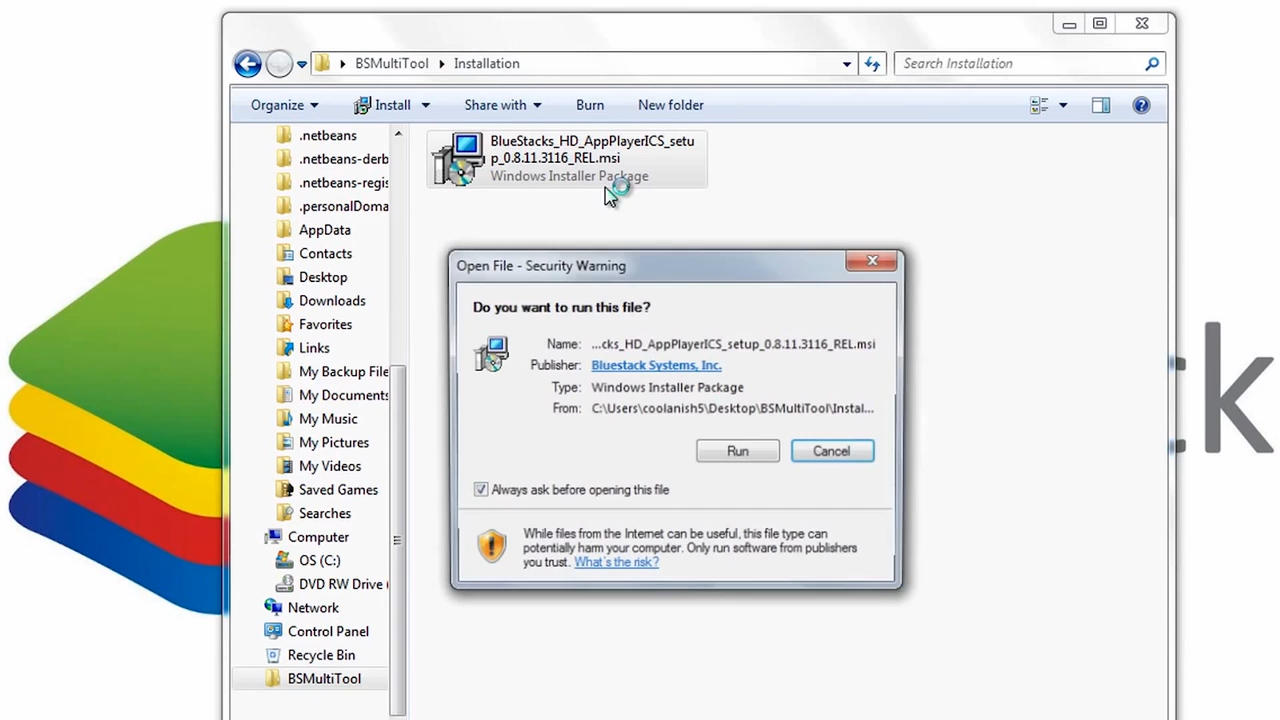 BSMultiTool
Installation
Search Installation
Organize
Install
Share with
Burn
New folder
.netbeans
.netbeans-derb
.netbeans-regis
.personalDoma
AppData
Contacts
Desktop
Downloads
Favorites
Links
My Backup File
My Documents
My Music
My Pictures
My Videos
Saved Games
Searches
Computer
OS (C:)
DVD RW Drive (
Network
Control Panel
Recycle Bin
BSMultiTool
BlueStacks_HD_AppPlayerICS_setu
p_0.8.11.3116_REL.msi
Windows Installer Package
Open File - Security Warning
Do you want to run this file?
Name: ...cks_HD_AppPlayerICS_setup_0.8.11.3116_REL.msi
Publisher: Bluestack Systems, Inc.
Type: Windows Installer Package
From: C:\Users\coolanish5\Desktop\BSMultiTool\Instal...
Run
Cancel
Always ask before opening this file
While files from the Internet can be useful, this file type can
potentially harm your computer. Only run software from publishers
you trust. What's the risk?
ck